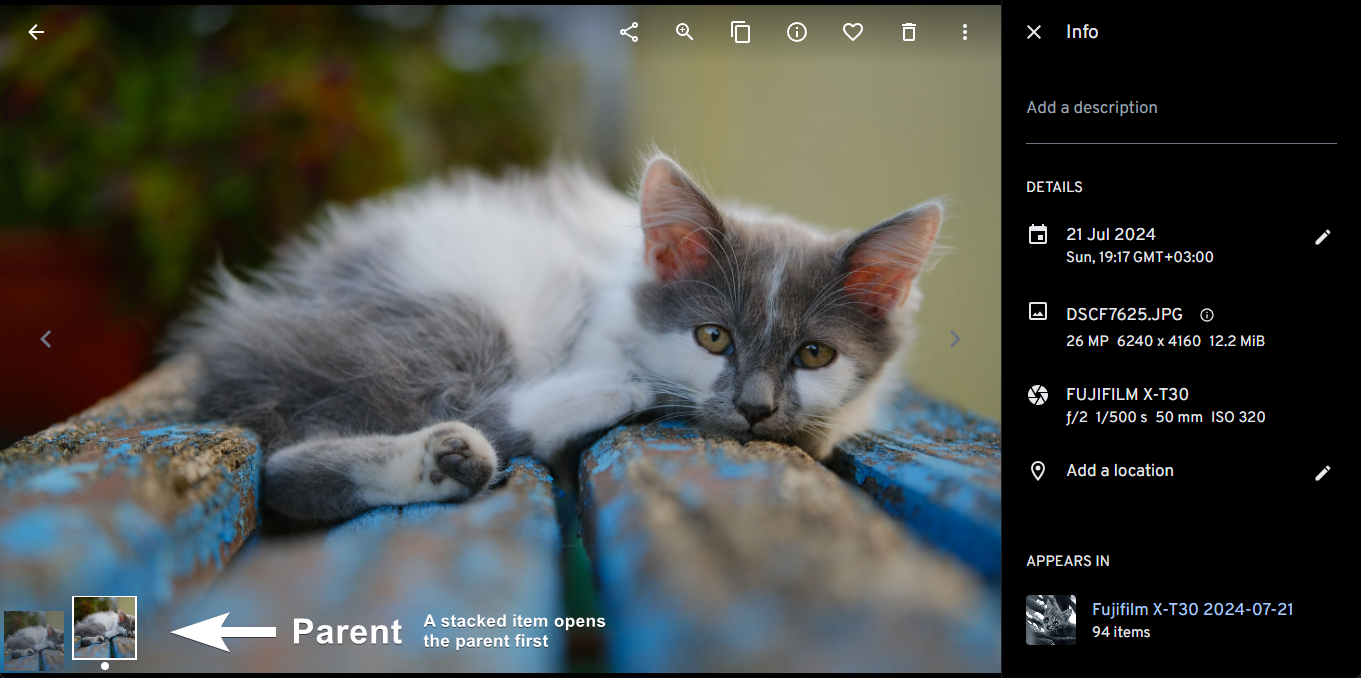 Info
Add a description
DETAILS
21 Jul 2024
Sun, 19:17 GMT+03:00
DSCF7625.JPG
26 MP 6240 x 4160 12.2 MiB
FUJIFILM X-T30
ƒ/2 1/500 s 50 mm ISO 320
Add a location
APPEARS IN
Fujifilm X-T30 2024-07-21
94 items
Parent
A stacked item opens
the parent first